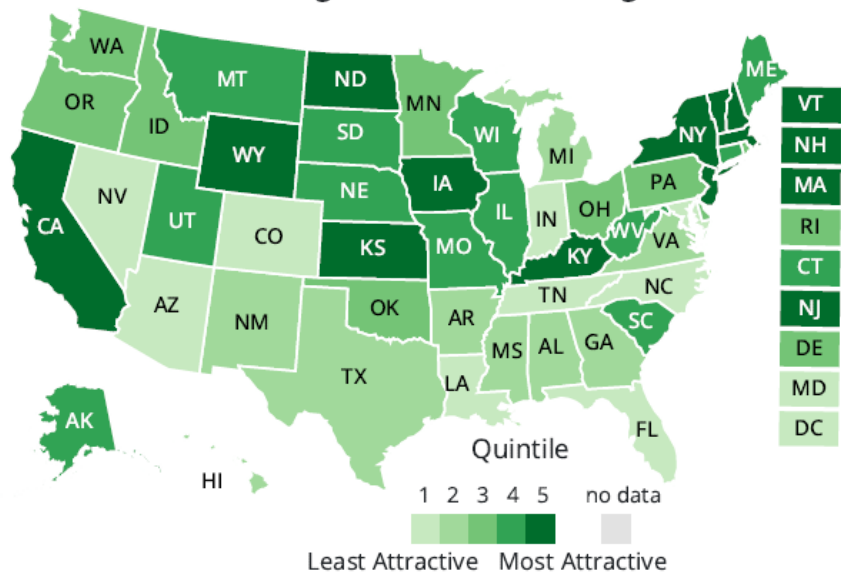 WA
MT
ND
MN
ME
OR
ID
SD
WI
VT
WY
MI
NY
NH
IA
NE
PA
MA
NV
IL
IN
OH
RI
CA
UT
CO
KS
MO
WV
VA
CT
KY
AZ
NM
OK
TN
NC
NJ
AR
SC
DE
MS
AL
GA
TX
LA
MD
AK
FL
DC
HI
Quintile
1 2 3 4 5 no data
Least Attractive Most Attractive